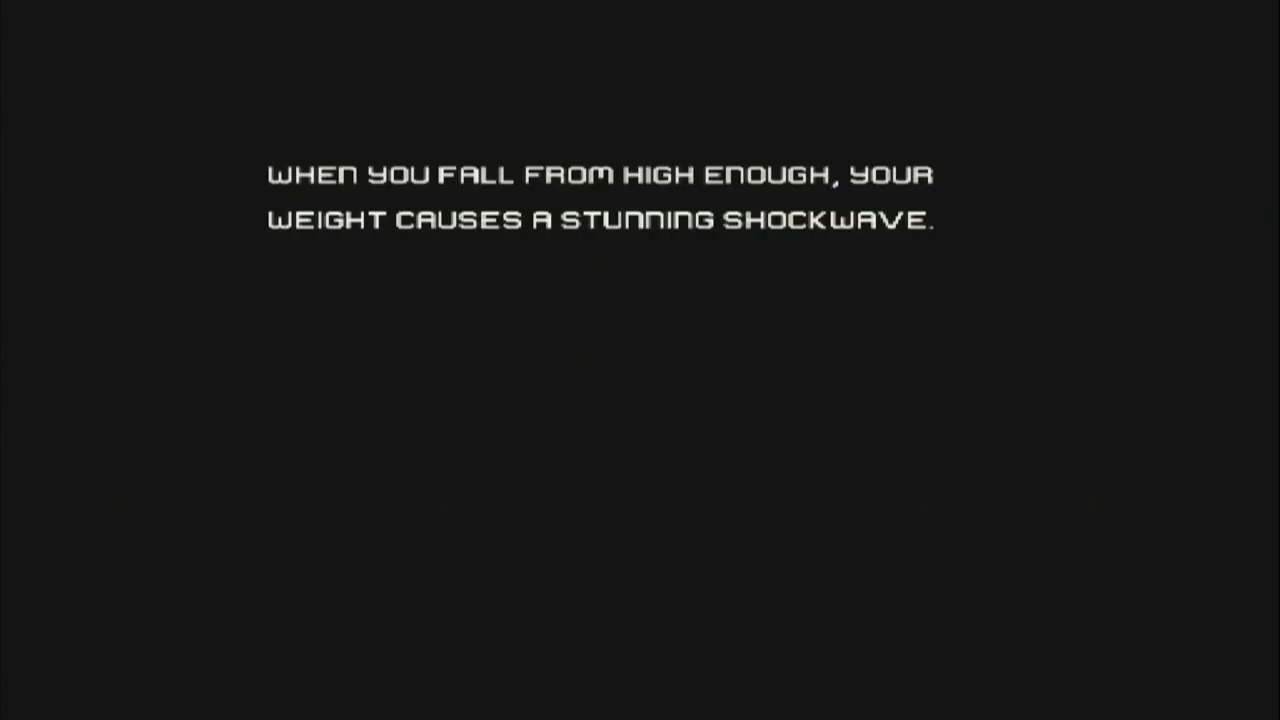 WHEN YOU FALL FROM HIGH ENOUGH, YOUR
WEIGHT CAUSES A STUNNING SHOCKWAVE.